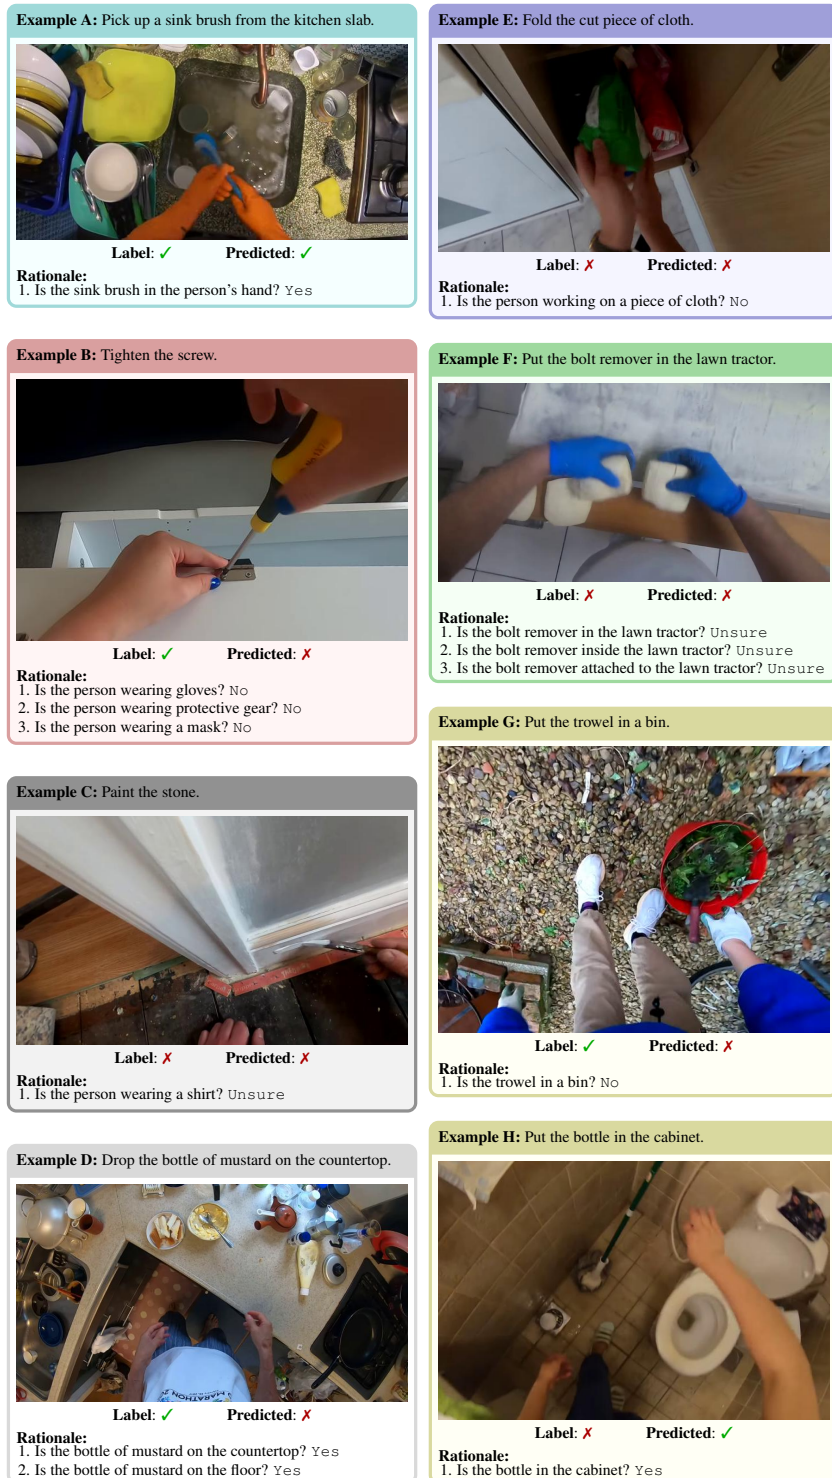 Example A: Pick up a sink brush from the kitchen slab.
Label: ✓ Predicted: ✓
Rationale:
1. Is the sink brush in the person's hand? Yes
Example B: Tighten the screw.
Label: ✓ Predicted: ✗
Rationale:
1. Is the person wearing gloves? No
2. Is the person wearing protective gear? No
3. Is the person wearing a mask? No
Example C: Paint the stone.
Label: ✗ Predicted: ✗
Rationale:
1. Is the person wearing a shirt? Unsure
Example D: Drop the bottle of mustard on the countertop.
MARATHON
Label: ✓ Predicted: ✗
Rationale:
1. Is the bottle of mustard on the countertop? Yes
2. Is the bottle of mustard on the floor? Yes
Example E: Fold the cut piece of cloth.
Label: ✗ Predicted: ✗
Rationale:
1. Is the person working on a piece of cloth? No
Example F: Put the bolt remover in the lawn tractor.
Label: ✗ Predicted: ✗
Rationale:
1. Is the bolt remover in the lawn tractor? Unsure
2. Is the bolt remover inside the lawn tractor? Unsure
3. Is the bolt remover attached to the lawn tractor? Unsure
Example G: Put the trowel in a bin.
Label: ✓ Predicted: ✗
Rationale:
1. Is the trowel in a bin? No
Example H: Put the bottle in the cabinet.
Label: ✗ Predicted: ✓
Rationale:
1. Is the bottle in the cabinet? Yes